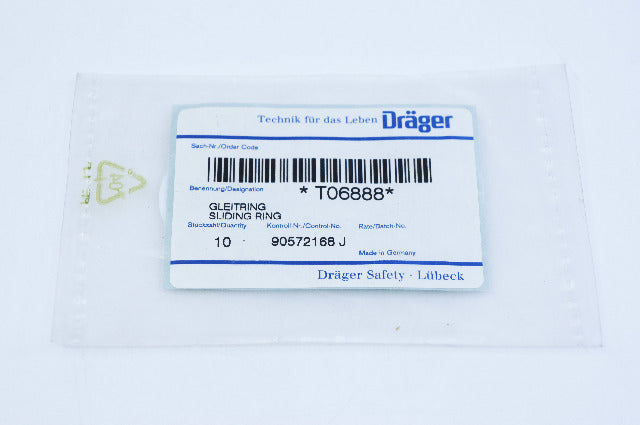 Technik für das Leben Dräger
Sach-Nr./Order Code
Benennung/Designation *T06888*
GLEITRING
SLIDING RING
Stückzahl/Quantity Kontroll-Nr./Control-No. Rate/Batch-No.
10 90572168 J
Made in Germany
Dräger Safety · Lübeck
04